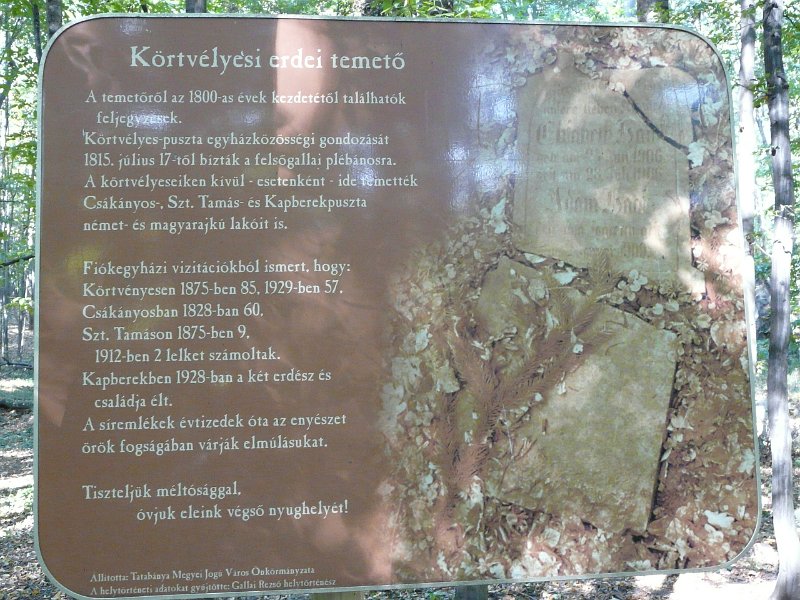 Körtvélyesi erdei temető
A temetőről az 1800-as évek kezdetétől találhatók
feljegyzések.
Körtvélyes-puszta egyházközösségi gondozását
1815. július 17-től bízták a felsőgallai plébánosra.
A körtvélyeseiken kívül - esetenként - ide temették
Csákányos-, Szt. Tamás- és Kapberekpuszta
német- és magyarajkú lakóit is.
Fiókegyházi vizitációkból ismert, hogy:
Körtvényesen 1875-ben 85, 1929-ben 57,
Csákányosban 1828-ban 60,
Szt. Tamáson 1875-ben 9,
1912-ben 2 lelket számoltak.
Kapberekben 1928-ban a két erdész és
családja élt.
A síremlékek évtizedek óta az enyészet
örök fogságában várják elmúlásukat.
Tiszteljük méltósággal,
óvjuk eleink végső nyughelyét!
Állította: Tatabánya Megyei Jogú Város Önkormányzata
A helytörténeti adatokat gyűjtötte: Gallai Rezső helytörténész